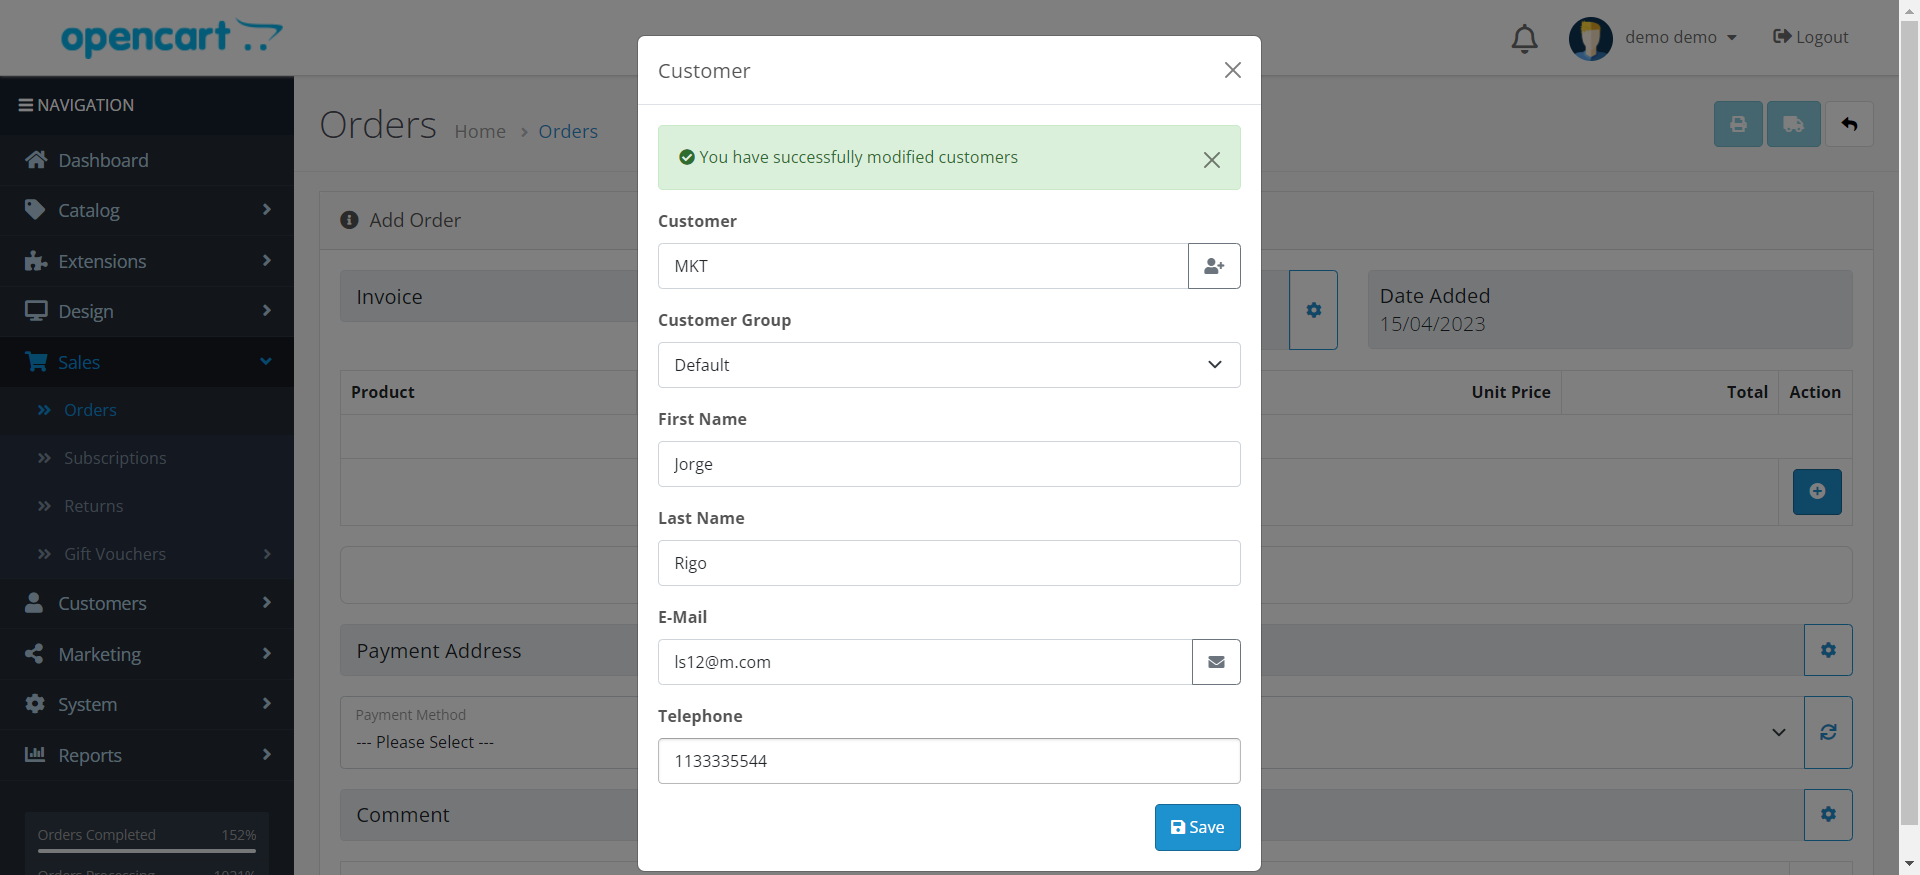 opencart
demo demo
Logout
NAVIGATION
Dashboard
Catalog
Extensions
Design
Sales
Orders
Subscriptions
Returns
Gift Vouchers
Customers
Marketing
System
Reports
Orders Completed 152%
Orders Processing 1021%
Orders Home > Orders
Add Order
Invoice
Date Added
15/04/2023
Product Unit Price Total Action
Payment Address
Payment Method
--- Please Select ---
Comment
Customer
You have successfully modified customers
Customer
MKT
Customer Group
Default
First Name
Jorge
Last Name
Rigo
E-Mail
ls12@m.com
Telephone
1133335544
Save